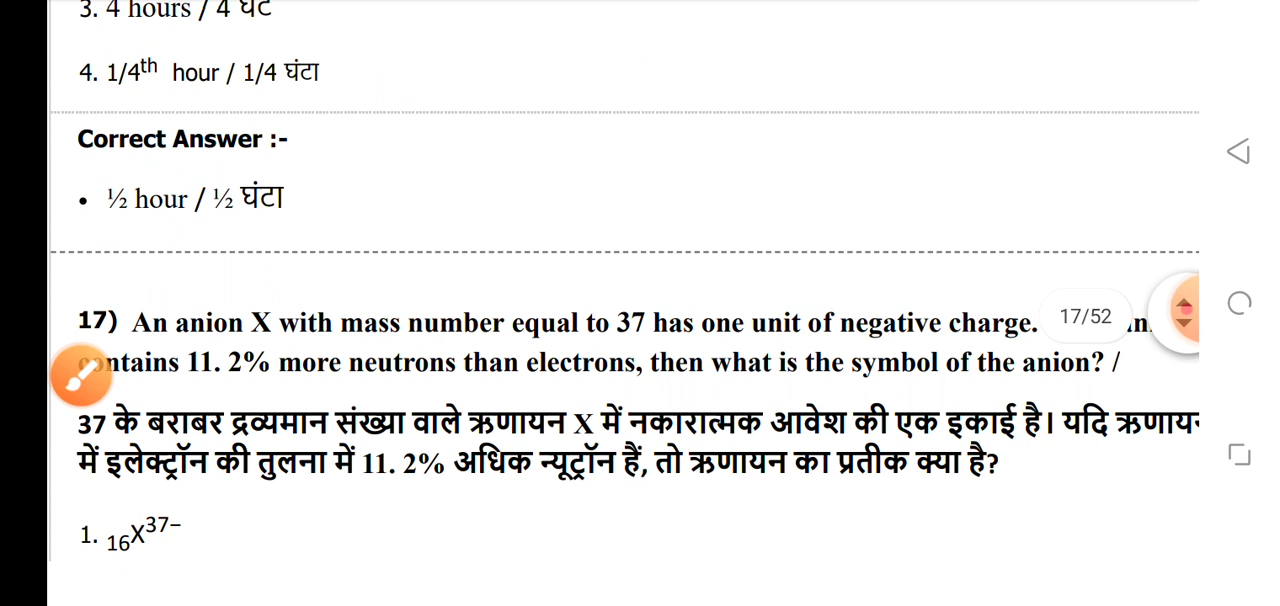 3. 4 hours / 4 घंटे
4. 1/4th hour / 1/4 घंटा
Correct Answer :-
• ½ hour / ½ घंटा
17) An anion X with mass number equal to 37 has one unit of negative charge.
17/52
contains 11. 2% more neutrons than electrons, then what is the symbol of the anion? /
37 के बराबर द्रव्यमान संख्या वाले ऋणायन X में नकारात्मक आवेश की एक इकाई है। यदि ऋणायन
में इलेक्ट्रॉन की तुलना में 11. 2% अधिक न्यूट्रॉन हैं, तो ऋणायन का प्रतीक क्या है?
1. 16X37–